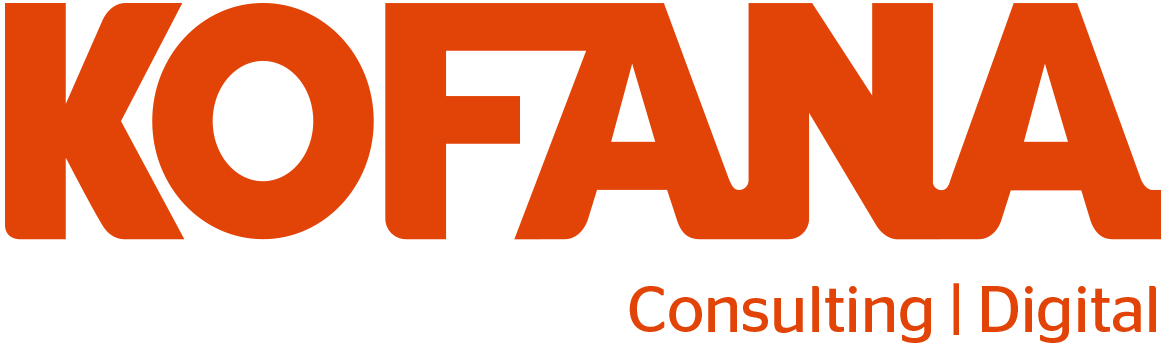 KOFANA
Consulting | Digital